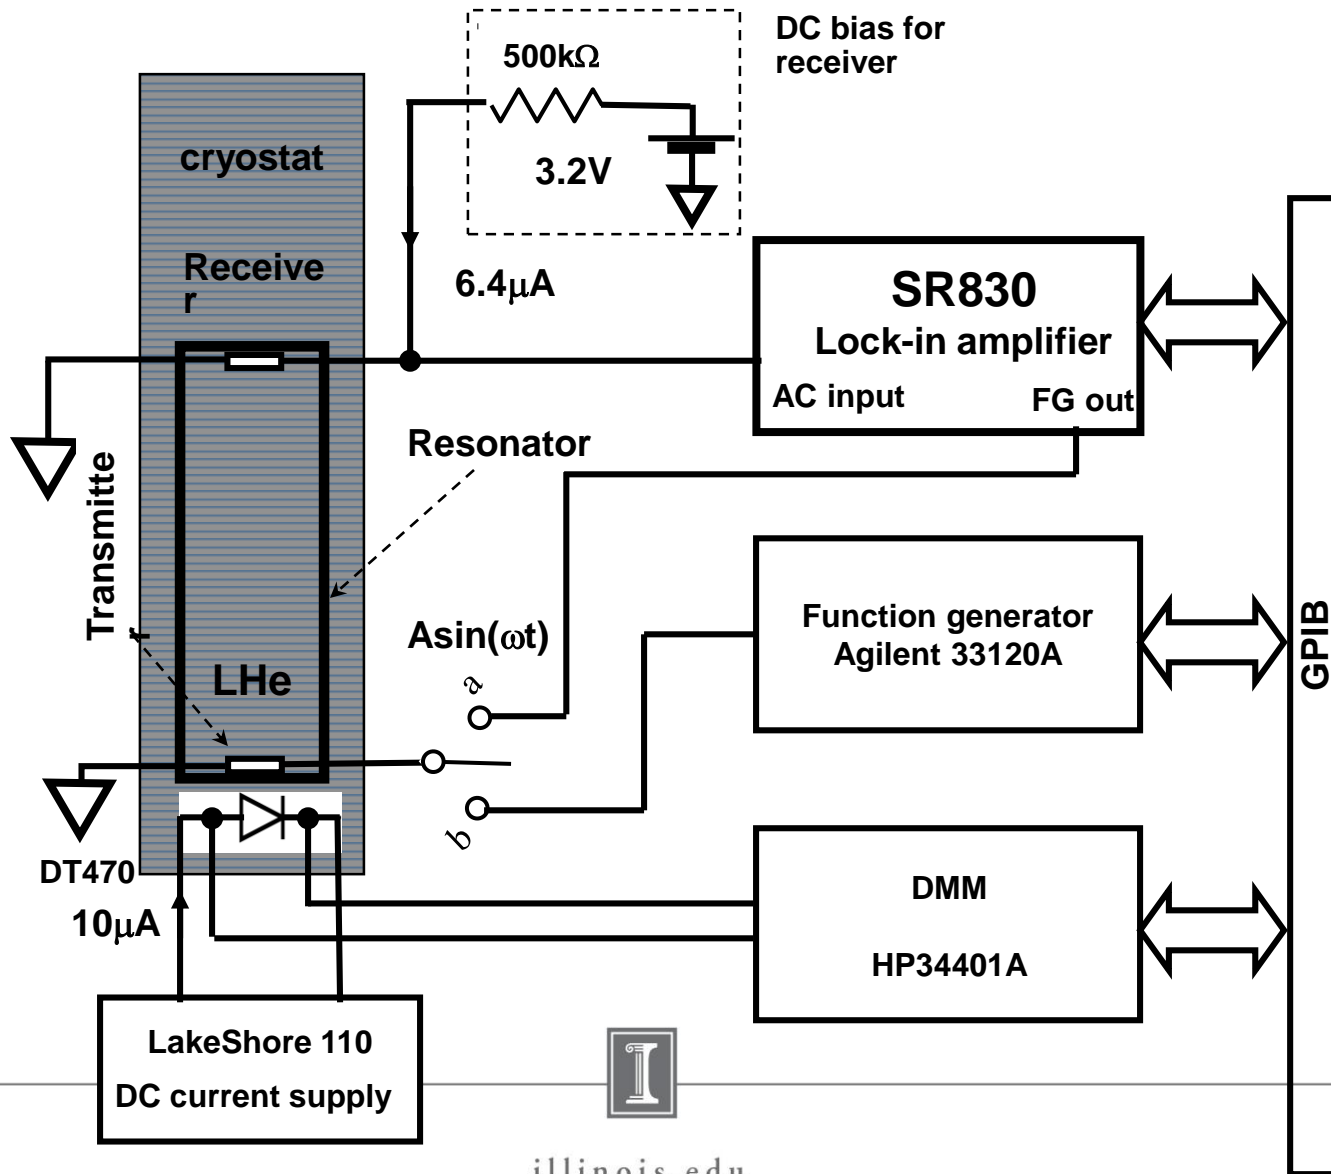 DC bias for
receiver
500kΩ
3.2V
cryostat
Receive
r
6.4µA
SR830
Lock-in amplifier
AC input
FG out
Resonator
Transmitte
r
Asin(ωt)
a
b
LHe
Function generator
Agilent 33120A
GPIB
DT470
10µA
DMM
HP34401A
LakeShore 110
DC current supply
I
illinois.edu